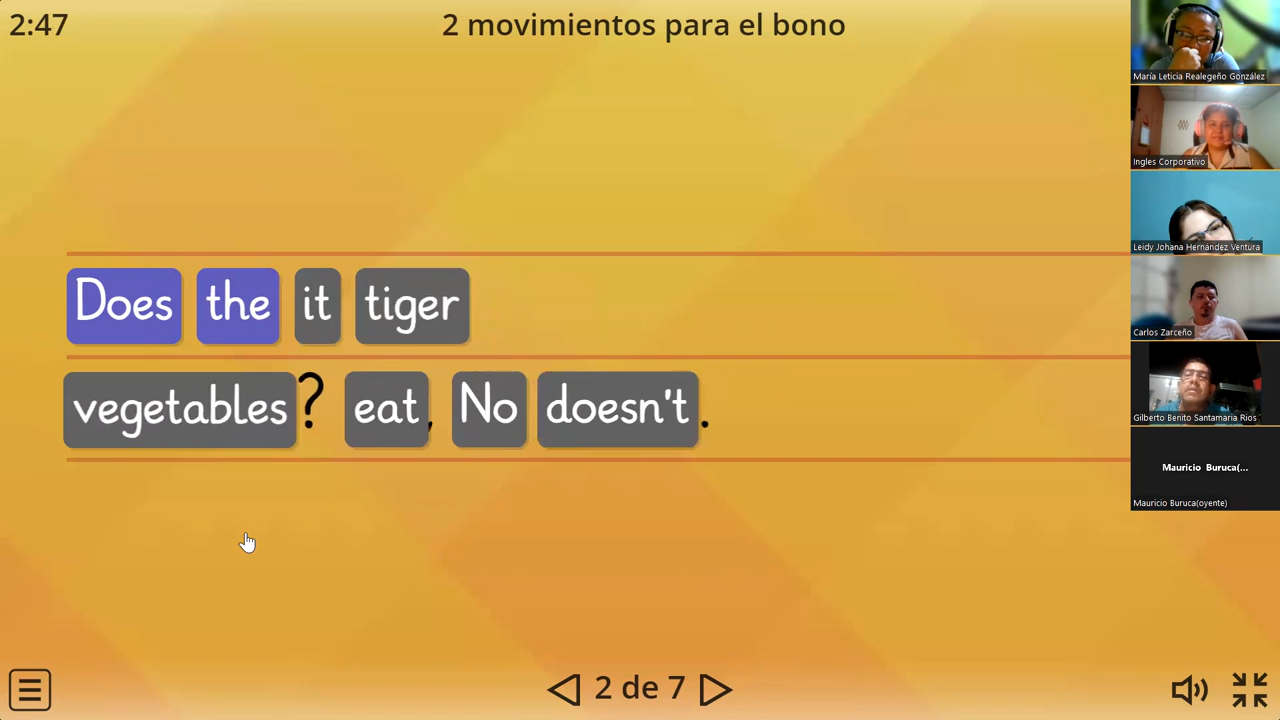 2:47
2 movimientos para el bono
Does the it tiger
vegetables? eat, No doesn't.
2 de 7
María Leticia Realegeño González
Ingles Corporativo
Leidy Johana Hernández Ventura
Carlos Zarceño
Gilberto Benito Santamaria Rios
Mauricio Buruca(...
Mauricio Buruca(oyente)